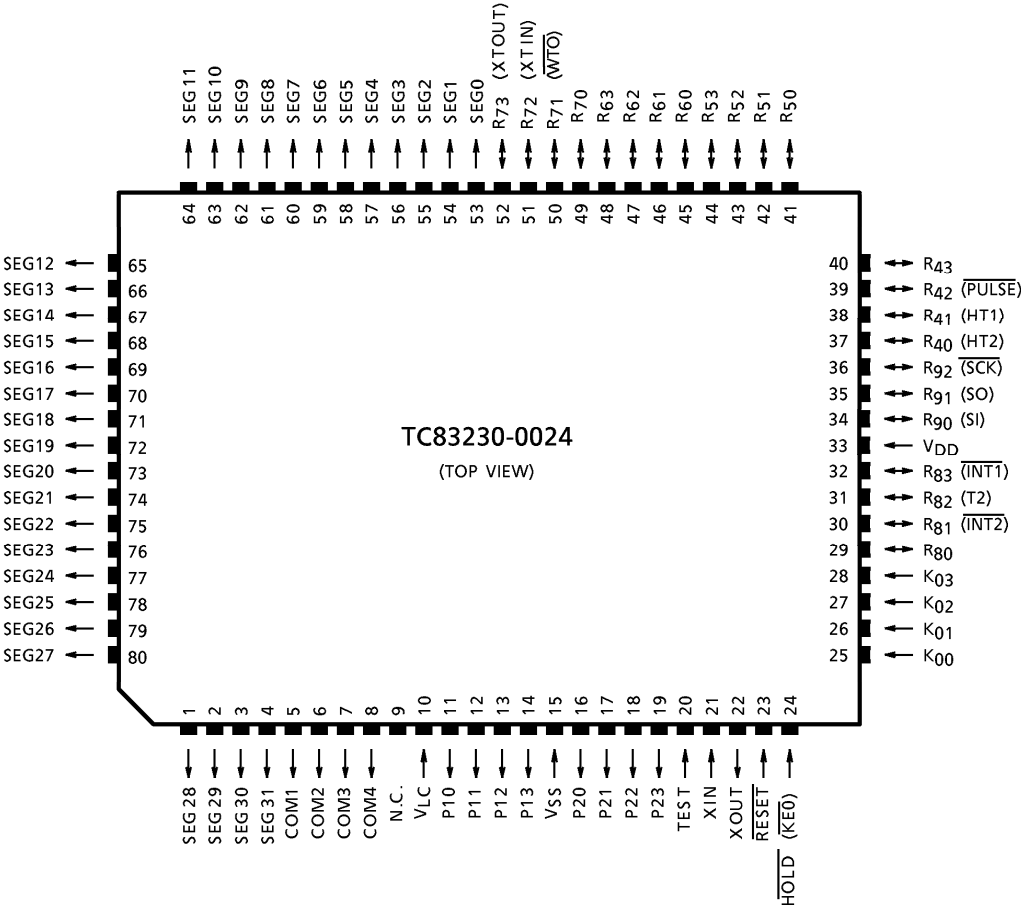 SEG11 SEG10 SEG9 SEG8 SEG7 SEG6 SEG5 SEG4 SEG3 SEG2 SEG1 SEG0 R73 (XTOUT) R72 (XTIN) R71 (WTO) R70 R63 R62 R61 R60 R53 R52 R51 R50
64 63 62 61 60 59 58 57 56 55 54 53 52 51 50 49 48 47 46 45 44 43 42 41
SEG12 65 40 R43
SEG13 66 39 R42 (PULSE)
SEG14 67 38 R41 (HT1)
SEG15 68 37 R40 (HT2)
SEG16 69 36 R92 (SCK)
SEG17 70 35 R91 (SO)
SEG18 71 34 R90 (SI)
TC83230-0024
SEG19 72 33 VDD
(TOP VIEW)
SEG20 73 32 R83 (INT1)
SEG21 74 31 R82 (T2)
SEG22 75 30 R81 (INT2)
SEG23 76 29 R80
SEG24 77 28 K03
SEG25 78 27 K02
SEG26 79 26 K01
SEG27 80 25 K00
1 2 3 4 5 6 7 8 9 10 11 12 13 14 15 16 17 18 19 20 21 22 23 24
SEG28 SEG29 SEG30 SEG31 COM1 COM2 COM3 COM4 N.C. VLC P10 P11 P12 P13 VSS P20 P21 P22 P23 TEST XIN XOUT RESET HOLD (KE0)